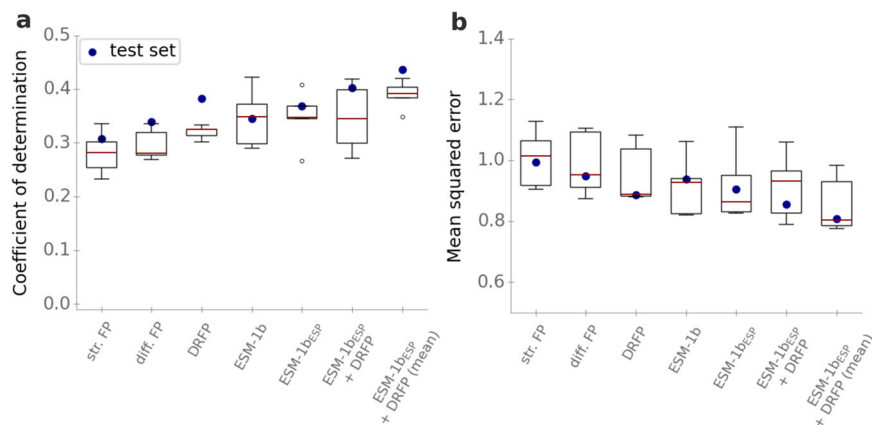 a
0.5
0.4
0.3
0.2
0.1
0.0
Coefficient of determination
test set
str. FP
diff. FP
DRFP
ESM-1b
ESM-1bESP
ESM-1bESP
+ DRFP
ESM-1bESP
+ DRFP (mean)
b
1.4
1.2
1.0
0.8
0.6
Mean squared error
str. FP
diff. FP
DRFP
ESM-1b
ESM-1bESP
ESM-1bESP
+ DRFP
ESM-1bESP
+ DRFP (mean)